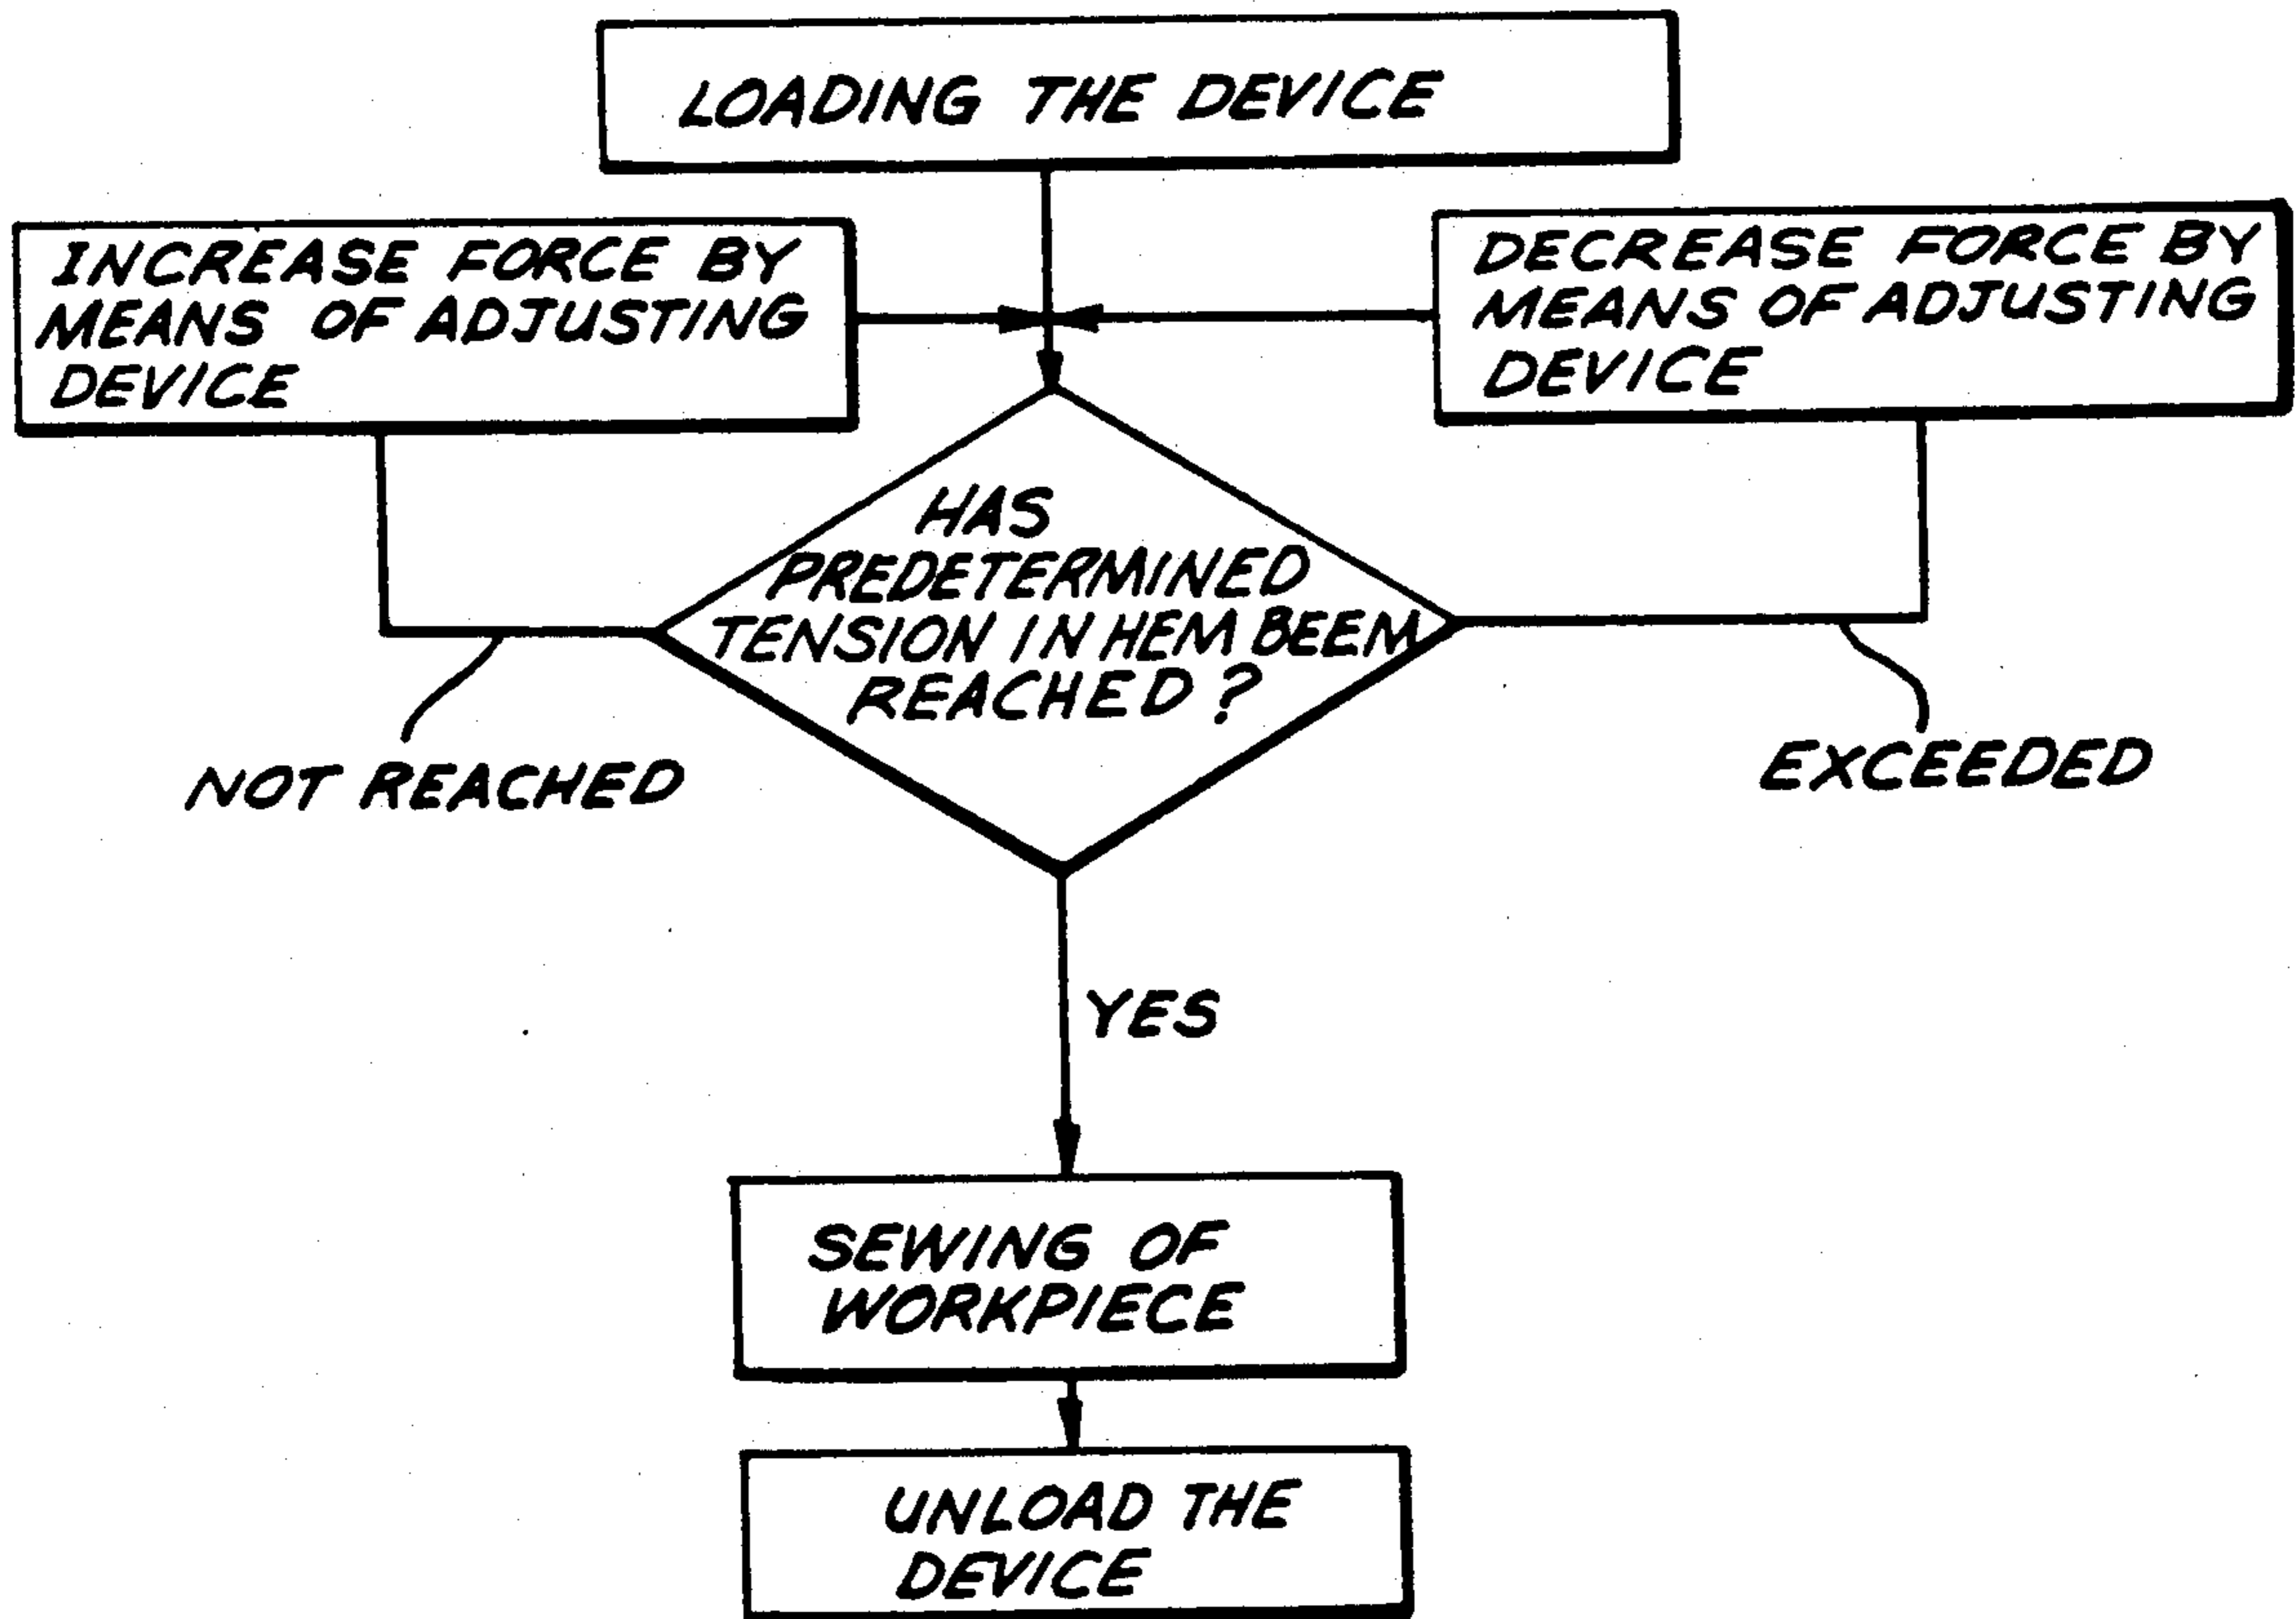 LOADING THE DEVICE
INCREASE FORCE BY
MEANS OF ADJUSTING
DEVICE
DECREASE FORCE BY
MEANS OF ADJUSTING
DEVICE
HAS
PREDETERMINED
TENSION IN HEM BEEM
REACHED?
NOT REACHED
EXCEEDED
YES
SEWING OF
WORKPIECE
UNLOAD THE
DEVICE